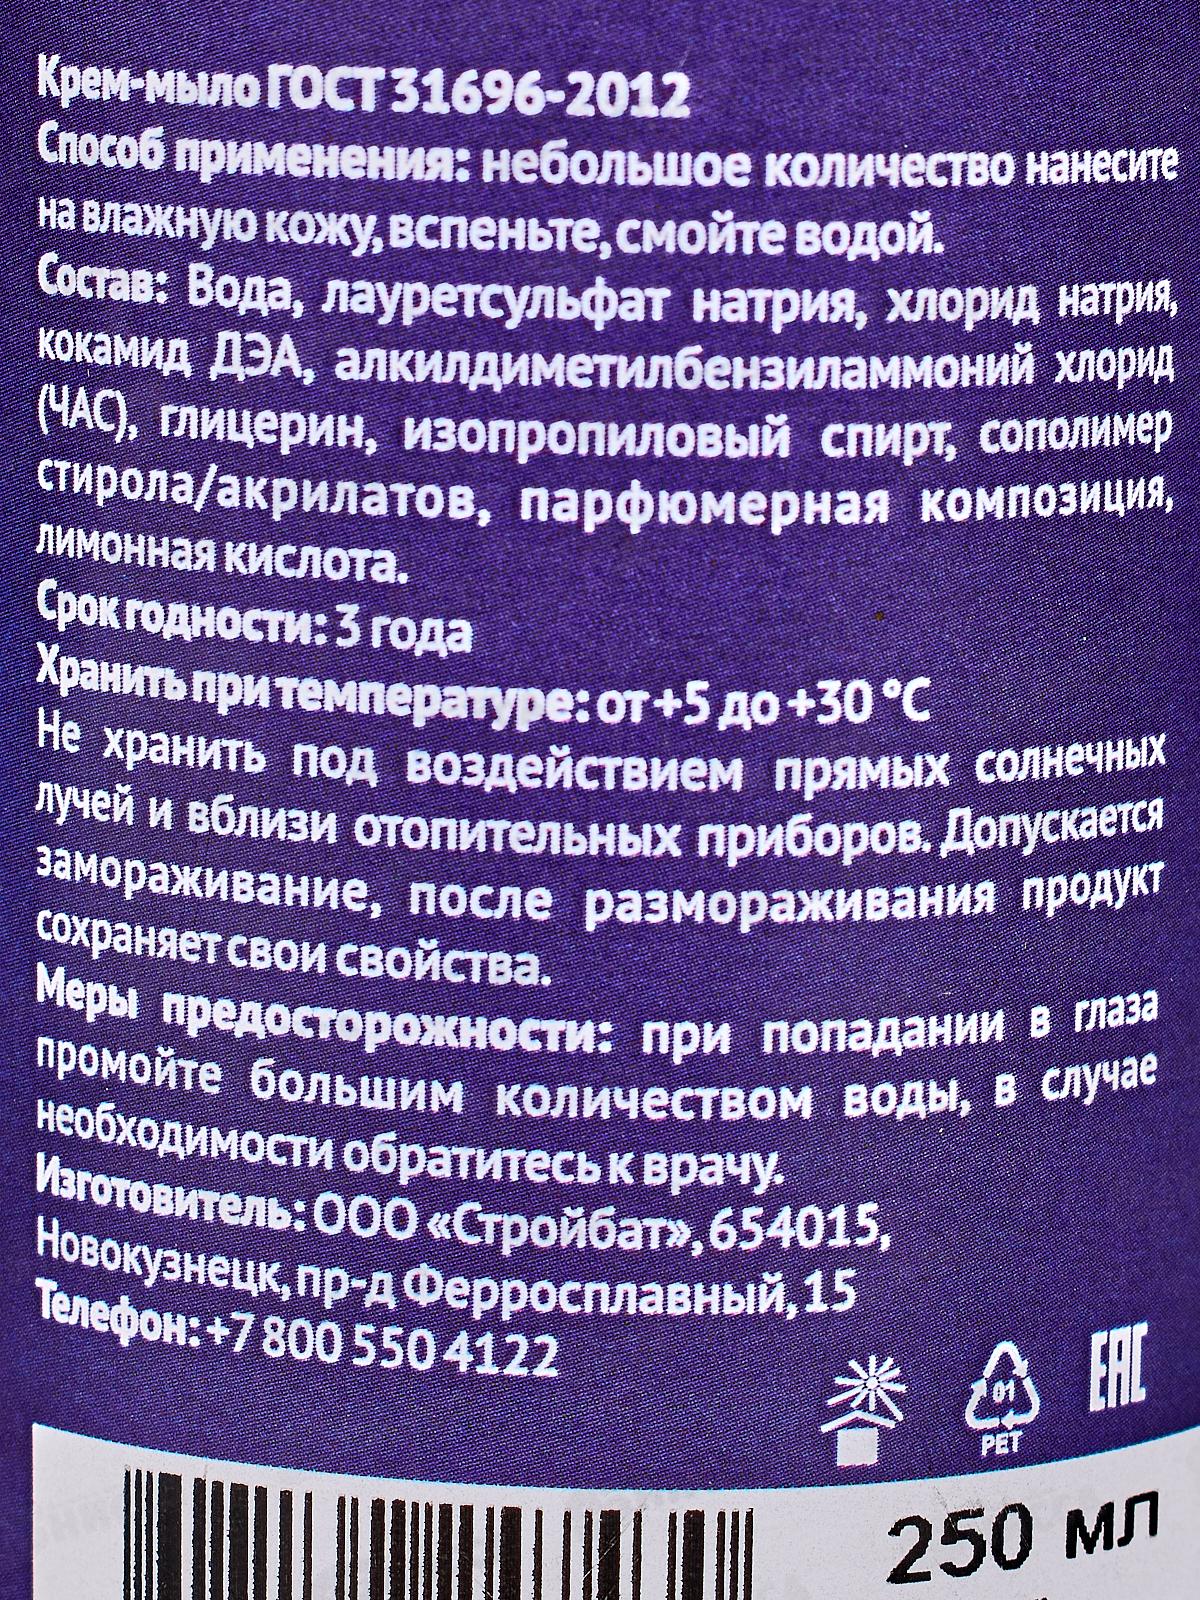 Крем-мыло ГОСТ 31696-2012
Способ применения: небольшое количество нанесите
на влажную кожу, вспеньте, смойте водой.
Состав: Вода, лауретсульфат натрия, хлорид натрия,
кокамид ДЭА, алкилдиметилбензиламмоний хлорид
(ЧАС), глицерин, изопропиловый спирт, сополимер
стирола/акрилатов, парфюмерная композиция,
лимонная кислота.
Срок годности: 3 года
Хранить при температуре: от +5 до +30 °С
Не хранить под воздействием прямых солнечных
лучей и вблизи отопительных приборов. Допускается
замораживание, после размораживания продукт
сохраняет свои свойства.
Меры предосторожности: при попадании в глаза
промойте большим количеством воды, в случае
необходимости обратитесь к врачу.
Изготовитель: ООО «Стройбат», 654015,
Новокузнецк, пр-д Ферросплавный, 15
Телефон: +7 800 550 4122
01
PET
EAC
250 мл